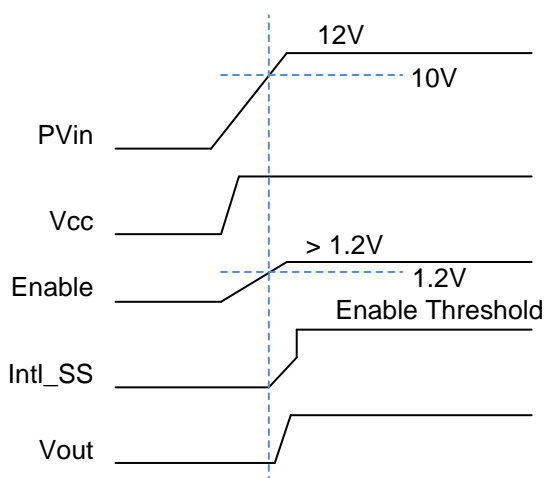 12V
10V
PVin
Vcc
> 1.2V
1.2V
Enable
Enable Threshold
Intl_SS
Vout